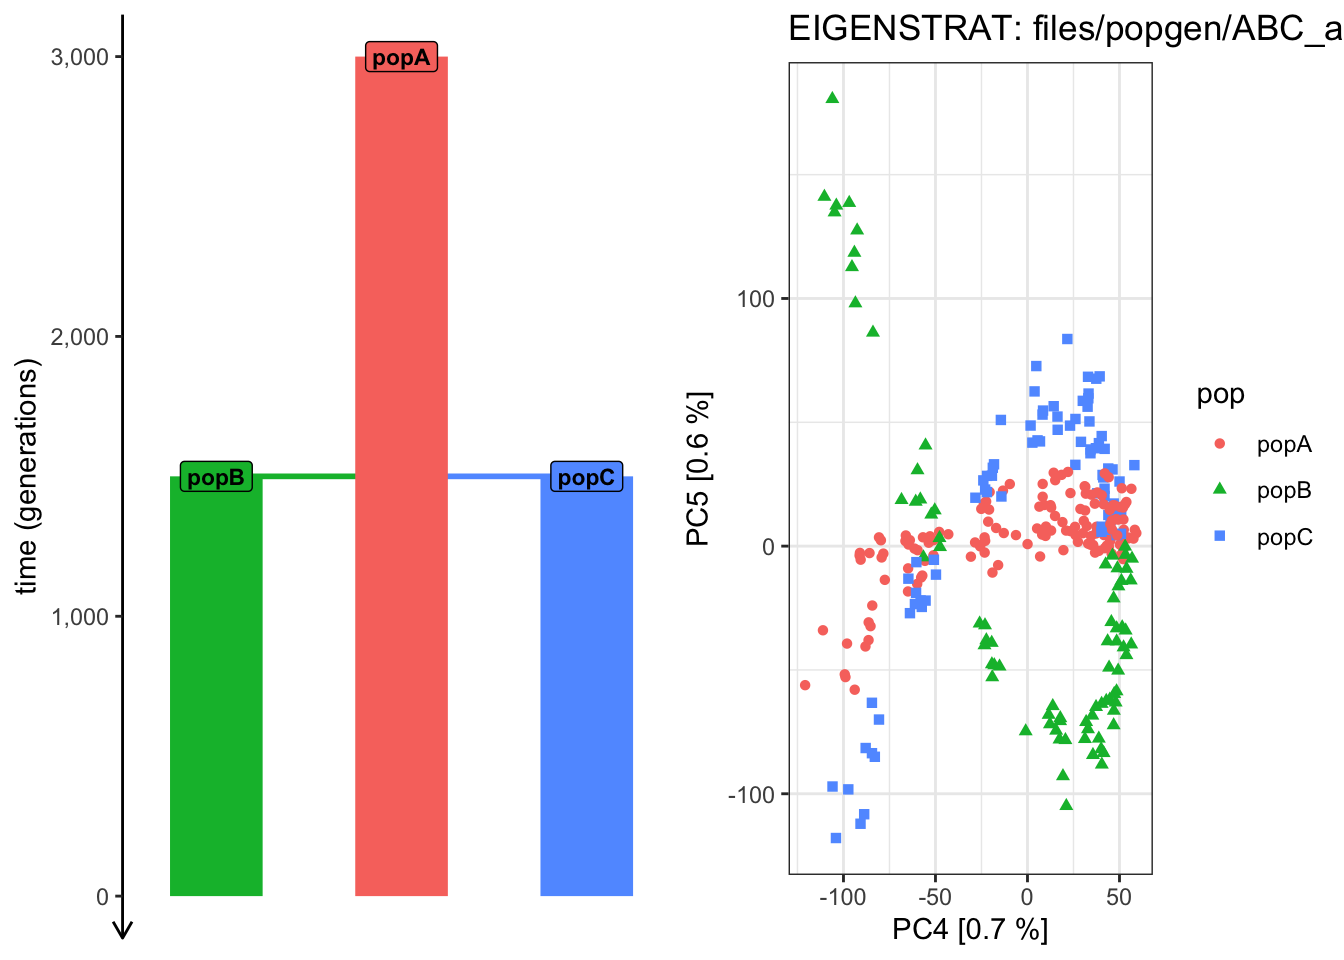 time (generations)
3,000
2,000
1,000
0
popA
popB
popC
EIGENSTRAT: files/popgen/ABC_a
PC5 [0.6 %]
100
0
-100
-100
-50
0
50
PC4 [0.7 %]
pop
popA
popB
popC